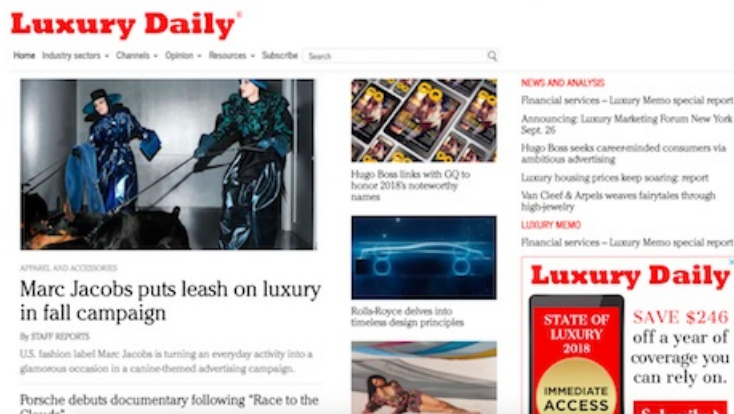 Luxury Daily®
Home Industry sectors Channels Opinion Resources Subscribe Search
APPAREL AND ACCESSORIES
Marc Jacobs puts leash on luxury
in fall campaign
By STAFF REPORTS
U.S. fashion label Marc Jacobs is turning an everyday activity into a
glamorous occasion in a canine-themed advertising campaign.
Porsche debuts documentary following "Race to the
Clouds"
GQ
Hugo Boss links with GQ to
honor 2018's noteworthy
names
Rolls-Royce delves into
timeless design principles
NEWS AND ANALYSIS
Financial services – Luxury Memo special report
Announcing: Luxury Marketing Forum New York
Sept. 26
Hugo Boss seeks career-minded consumers via
ambitious advertising
Luxury housing prices keep soaring: report
Van Cleef & Arpels weaves fairytales through
high-jewelry
LUXURY MEMO
Financial services – Luxury Memo special report
Luxury Daily
STATE OF
LUXURY
2018
IMMEDIATE
ACCESS
SAVE $246
off a year of
coverage you
can rely on.